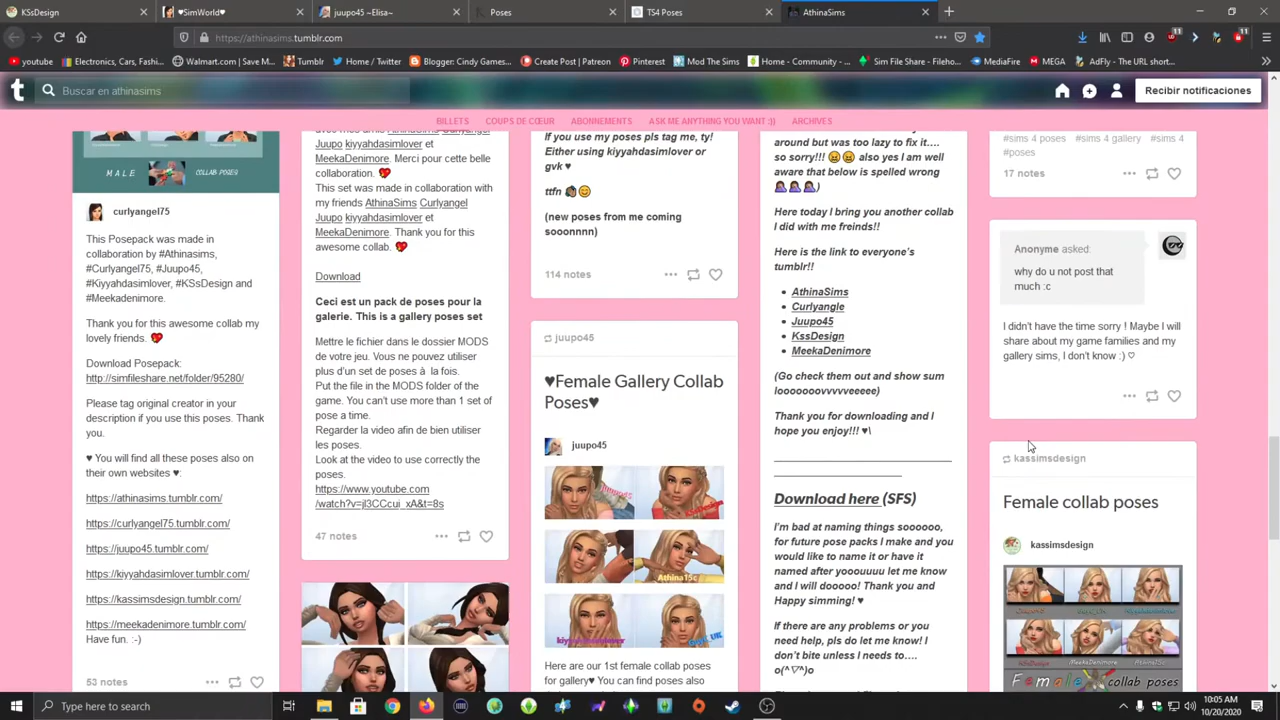 KSsDesign
♥SimWorld♥
juupo45 ~Elisa~
Poses
TS4 Poses
AthinaSims
https://athinasims.tumblr.com
youtube
Electronics, Cars, Fashi...
Walmart.com | Save M...
Tumblr
Home / Twitter
Blogger: Cindy Games...
Create Post | Patreon
Pinterest
Mod The Sims
Home - Community - ...
Sim File Share - Fileho...
MediaFire
MEGA
AdFly - The URL short...
t
Buscar en athinasims
Recibir notificaciones
BILLETS
COUPS DE CŒUR
ABONNEMENTS
ASK ME ANYTHING YOU WANT :))
ARCHIVES
MALE
COLLAB POSES
curlyangel75
This Posepack was made in
collaboration by #Athinasims,
#Curlyangel75, #Juupo45,
#Kiyyahdasimlover, #KSsDesign and
#Meekadenimore.
Thank you for this awesome collab my
lovely friends. 💖
Download Posepack:
http://simfileshare.net/folder/95280/
Please tag original creator in your
description if you use this poses. Thank
you.
♥ You will find all these poses also on
their own websites ♥:
https://athinasims.tumblr.com/
https://curlyangel75.tumblr.com/
https://juupo45.tumblr.com/
https://kiyyahdasimlover.tumblr.com/
https://kassimsdesign.tumblr.com/
https://meekadenimore.tumblr.com/
Have fun. :-)
53 notes
avec mes amis AthinaSims Curlyangel
Juupo kiyyahdasimlover et
MeekaDenimore. Merci pour cette belle
collaboration. 💖
This set was made in collaboration with
my friends AthinaSims Curlyangel
Juupo kiyyahdasimlover et
MeekaDenimore. Thank you for this
awesome collab. 💖
Download
Ceci est un pack de poses pour la
galerie. This is a gallery poses set
Mettre le fichier dans le dossier MODS
de votre jeu. Vous ne pouvez utiliser
plus d'un set de poses à la fois.
Put the file in the MODS folder of the
game. You can't use more than 1 set of
pose a time.
Regarder la video afin de bien utiliser
les poses.
Look at the video to use correctly the
poses.
https://www.youtube.com
/watch?v=jl3CCcui_xA&t=8s
47 notes
If you use my poses pls tag me, ty!
Either using kiyyahdasimlover or
gvk ♥
ttfn
(new poses from me coming
sooonnnn)
114 notes
juupo45
♥Female Gallery Collab
Poses♥
juupo45
Juupo45
Athina15c
kiyyahdasimlover
Here are our 1st female collab poses
for gallery♥ You can find poses also
around but was too lazy to fix it....
so sorry!!! 😖😖 also yes I am well
aware that below is spelled wrong
Here today I bring you another collab
I did with me freinds!!
Here is the link to everyone's
tumblr!!
• AthinaSims
• Curlyangle
• Juupo45
• KssDesign
• MeekaDenimore
(Go check them out and show sum
looooooovvvvveeeee)
Thank you for downloading and I
hope you enjoy!!! ♥\
Download here (SFS)
I'm bad at naming things soooooo,
for future pose packs I make and you
would like to name it or have it
named after yooouuuu let me know
and I will dooooo! Thank you and
Happy simming! ♥
If there are any problems or you
need help, pls do let me know! I
don't bite unless I needs to....
o(^▽^)o
#sims 4 poses #sims 4 gallery #sims 4
#poses
17 notes
Anonyme asked:
why do u not post that
much :c
I didn't have the time sorry ! Maybe I will
share about my game families and my
gallery sims, I don't know :) ♡
kassimsdesign
Female collab poses
kassimsdesign
KSsDesign
MeekaDenimore
Athina15c
Female collab poses
Type here to search
10:05 AM
10/20/2020